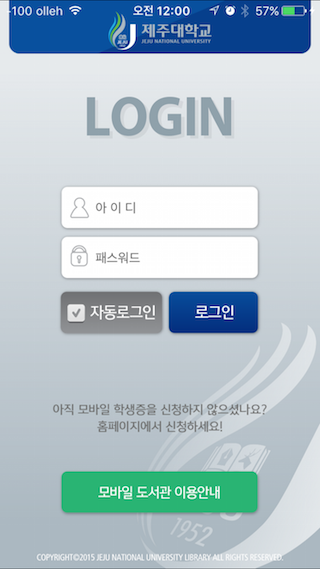 -100 olleh 오전 12:00 57%
제주대학교
JEJU NATIONAL UNIVERSITY
LOGIN
아 이 디
패스워드
자동로그인 로그인
아직 모바일 학생증을 신청하지 않으셨나요?
홈페이지에서 신청하세요!
모바일 도서관 이용안내
1952
COPYRIGHT©2015 JEJU NATIONAL UNIVERSITY LIBRARY-ALL RIGHTS RESERVED.